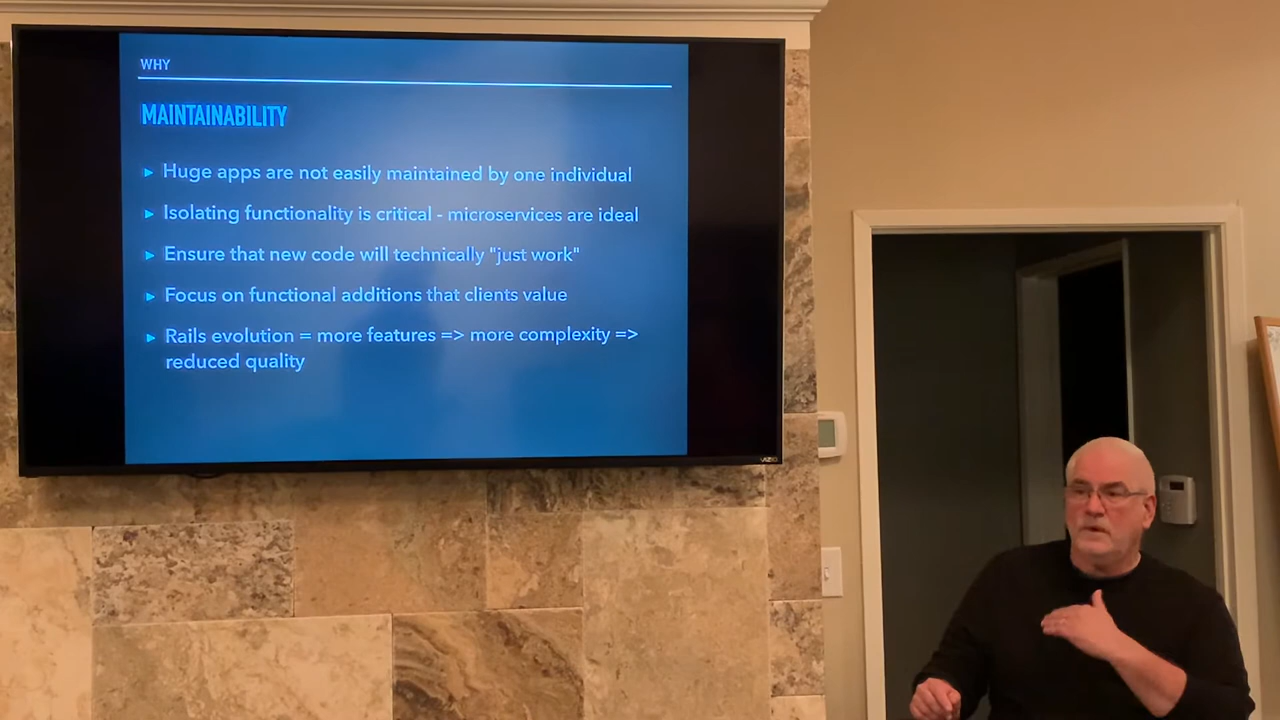 WHY
MAINTAINABILITY
▸ Huge apps are not easily maintained by one individual
▸ Isolating functionality is critical - microservices are ideal
▸ Ensure that new code will technically "just work"
▸ Focus on functional additions that clients value
▸ Rails evolution = more features => more complexity =>
reduced quality
VIZIO